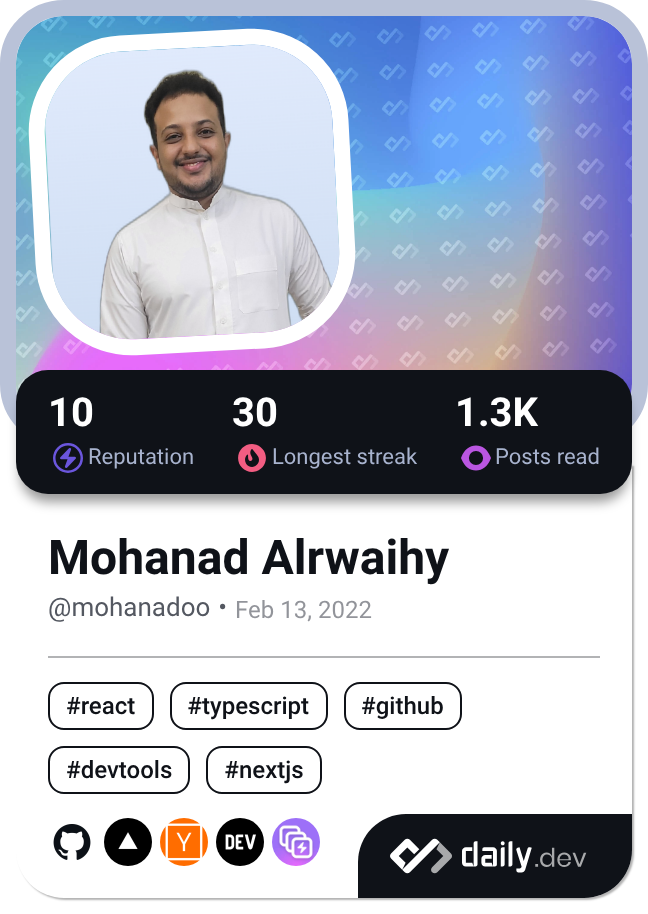 10 30 1.3K
Reputation Longest streak Posts read
Mohanad Alrwaihy
@mohanadoo • Feb 13, 2022
#react #typescript #github
#devtools #nextjs
Y DEV
daily.dev